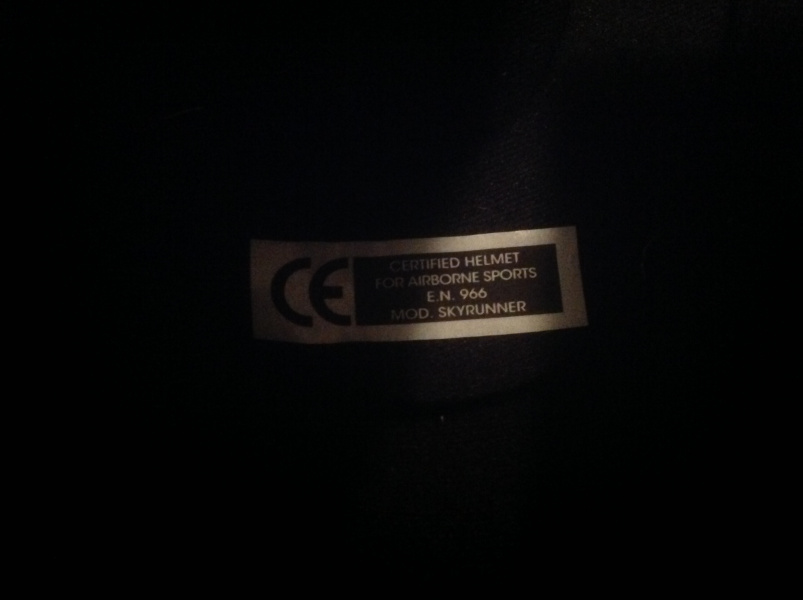 CE
CERTIFIED HELMET
FOR AIRBORNE SPORTS
E.N. 966
MOD. SKYRUNNER